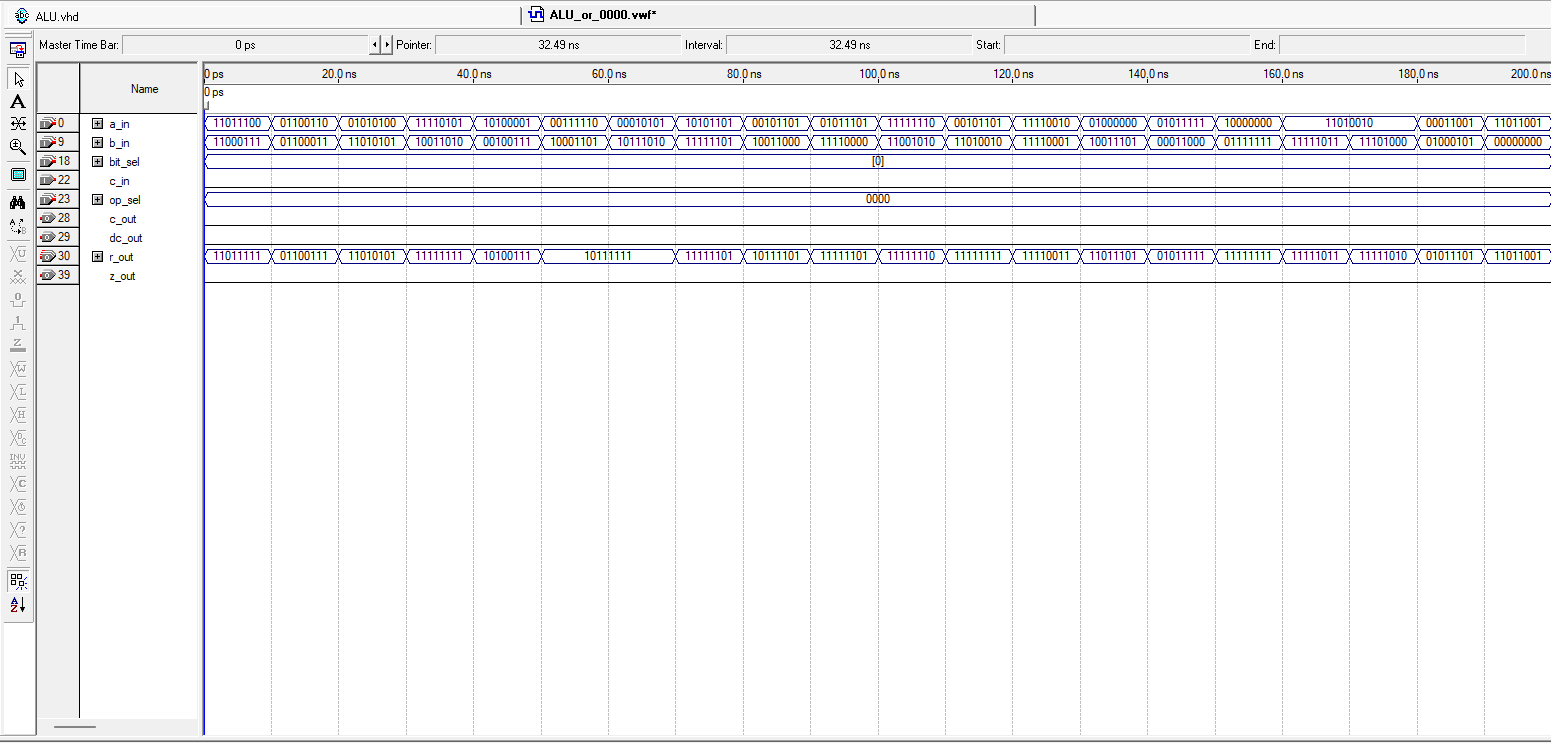 ALU.vhd ALU_or_0000.vwf*
Master Time Bar: 0 ps Pointer: 32.49 ns Interval: 32.49 ns Start: End:
Name 0 ps 20.0 ns 40.0 ns 60.0 ns 80.0 ns 100.0 ns 120.0 ns 140.0 ns 160.0 ns 180.0 ns 200.0 ns
0 ps
0 a_in 11011100 01100110 01010100 11110101 10100001 00111110 00010101 10101101 00101101 01011101 11111110 00101101 11110010 01000000 01011111 10000000 11010010 00011001 11011001
9 b_in 11000111 01100011 11010101 10011010 00100111 10001101 10111010 11111101 10011000 11110000 11001010 11010010 11110001 10011101 00011000 01111111 11111011 11101000 01000101 00000000
18 bit_sel [0]
22 c_in
23 op_sel 0000
28 c_out
29 dc_out
30 r_out 11011111 01100111 11010101 11111111 10100111 10111111 11111101 10111101 11111101 11111110 11111111 11110011 11011101 01011111 11111111 11111011 11111010 01011101 11011001
39 z_out